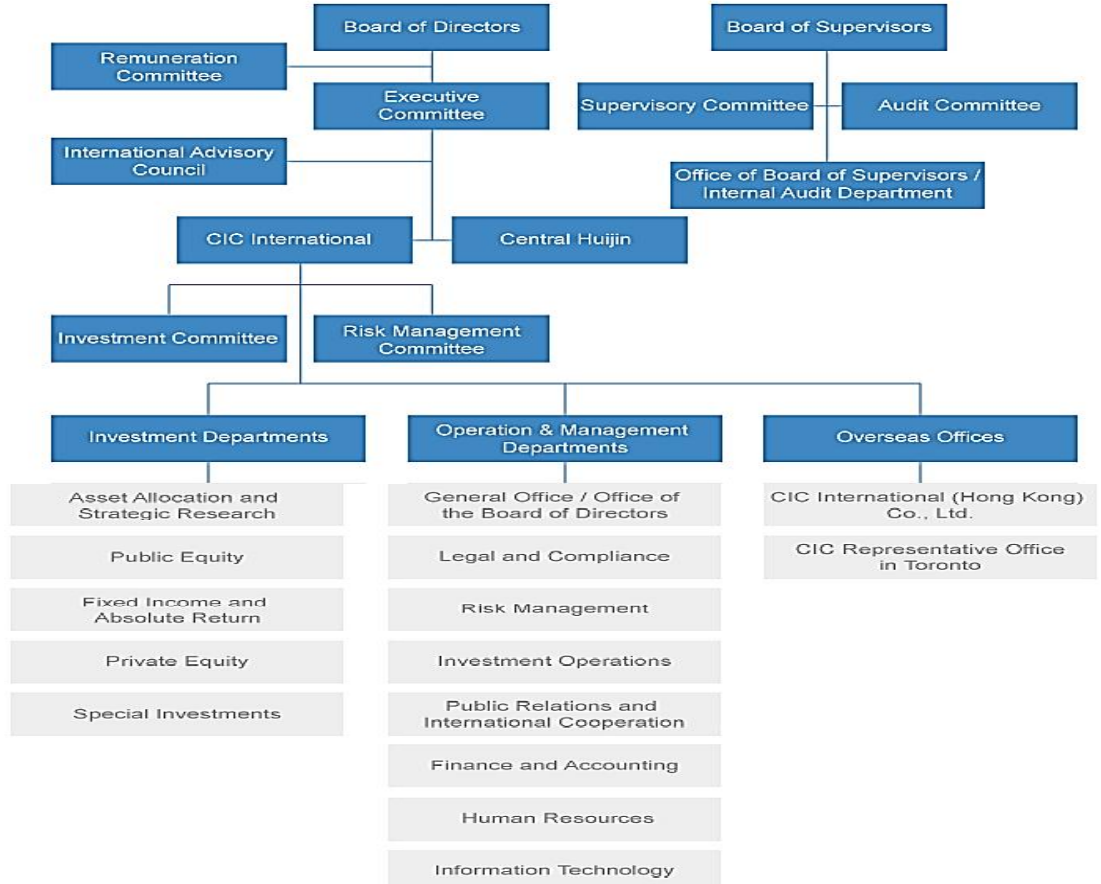 Board of Directors
Board of Supervisors
Remuneration
Committee
Executive
Committee
Supervisory Committee
Audit Committee
International Advisory
Council
Office of Board of Supervisors /
Internal Audit Department
CIC International
Central Huijin
Investment Committee
Risk Management
Committee
Investment Departments
Operation & Management
Departments
Overseas Offices
Asset Allocation and
Strategic Research
Public Equity
Fixed Income and
Absolute Return
Private Equity
Special Investments
General Office / Office of
the Board of Directors
Legal and Compliance
Risk Management
Investment Operations
Public Relations and
International Cooperation
Finance and Accounting
Human Resources
Information Technology
CIC International (Hong Kong)
Co., Ltd.
CIC Representative Office
in Toronto